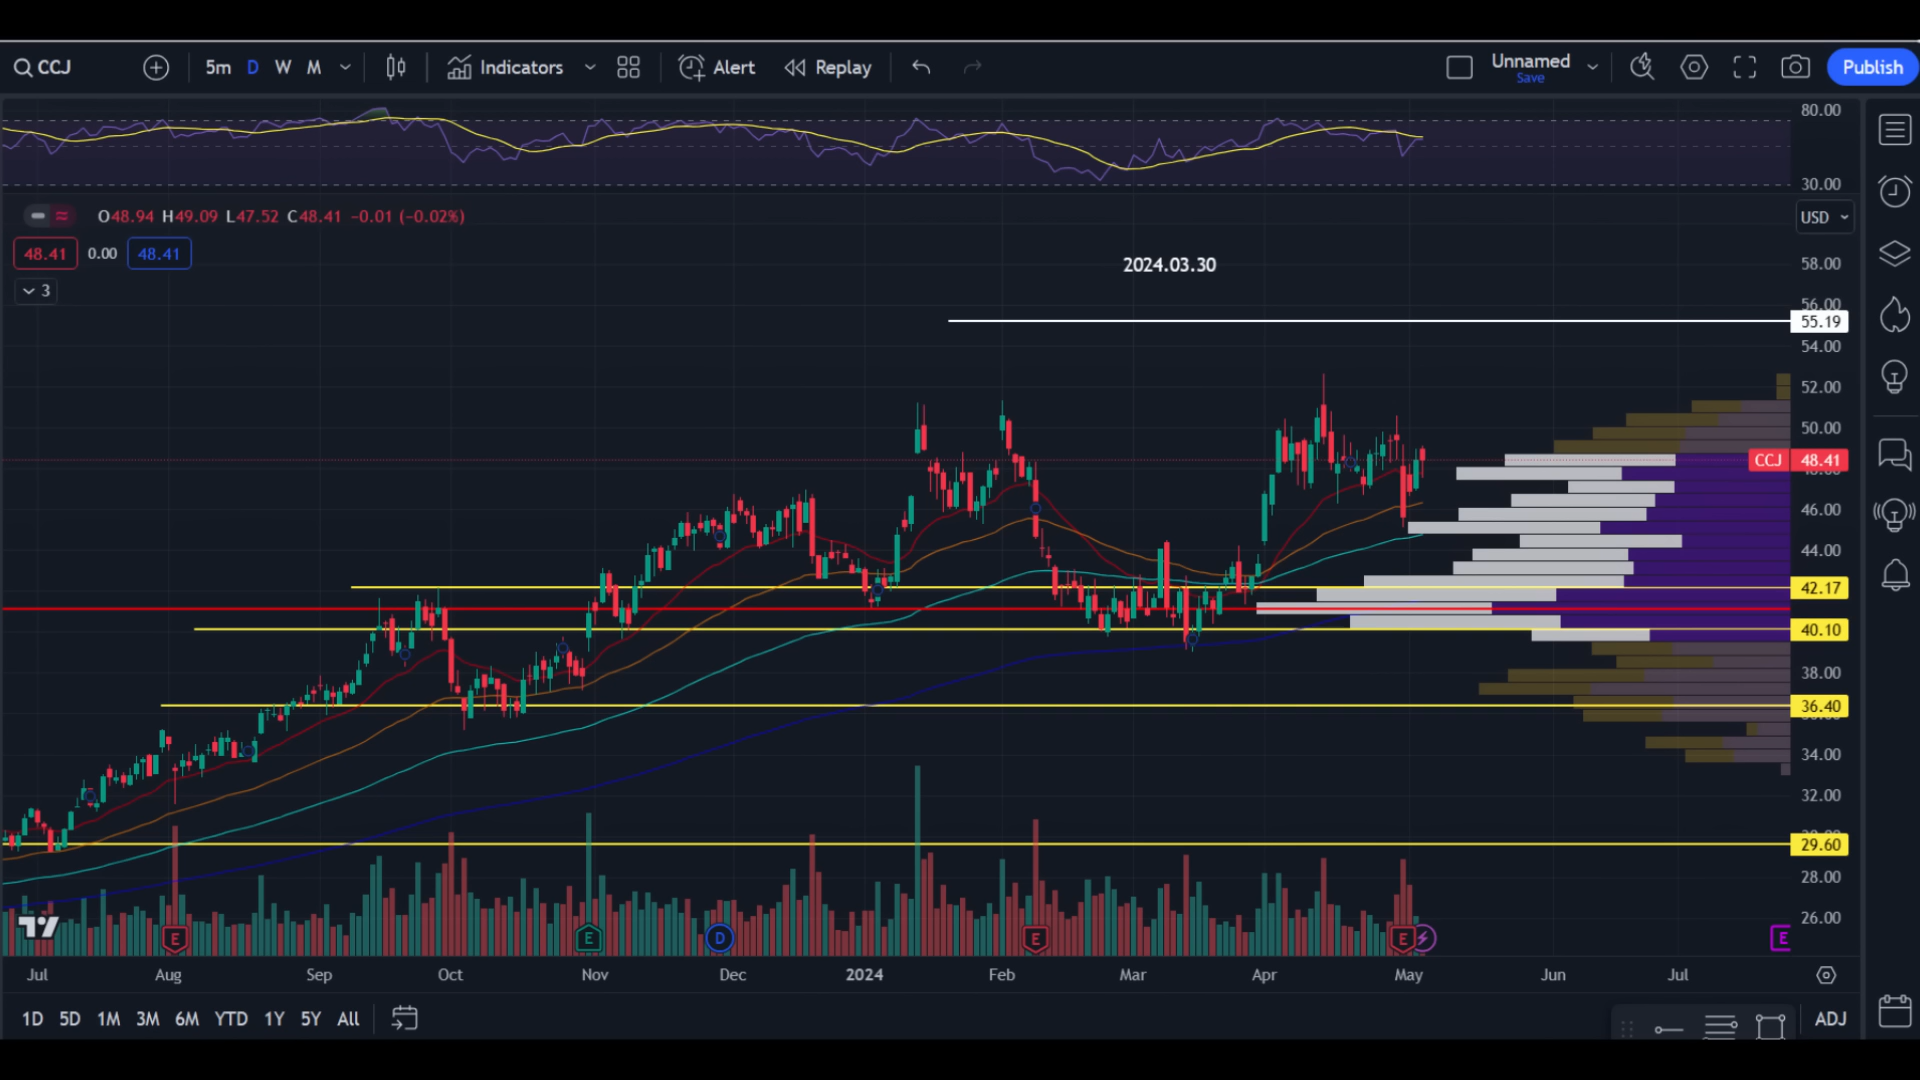 CCJ 5m D W M Indicators Alert Replay Unnamed Publish
Save
80.00
30.00
O48.94 H49.09 L47.52 C48.41 −0.01 (−0.02%)
USD
48.41 0.00 48.41
2024.03.30
58.00
3
56.00
55.19
54.00
52.00
50.00
CCJ 48.41
46.00
44.00
42.17
40.10
38.00
36.40
34.00
32.00
29.60
28.00
26.00
E E D E E E
Jul Aug Sep Oct Nov Dec 2024 Feb Mar Apr May Jun Jul
1D 5D 1M 3M 6M YTD 1Y 5Y All ADJ